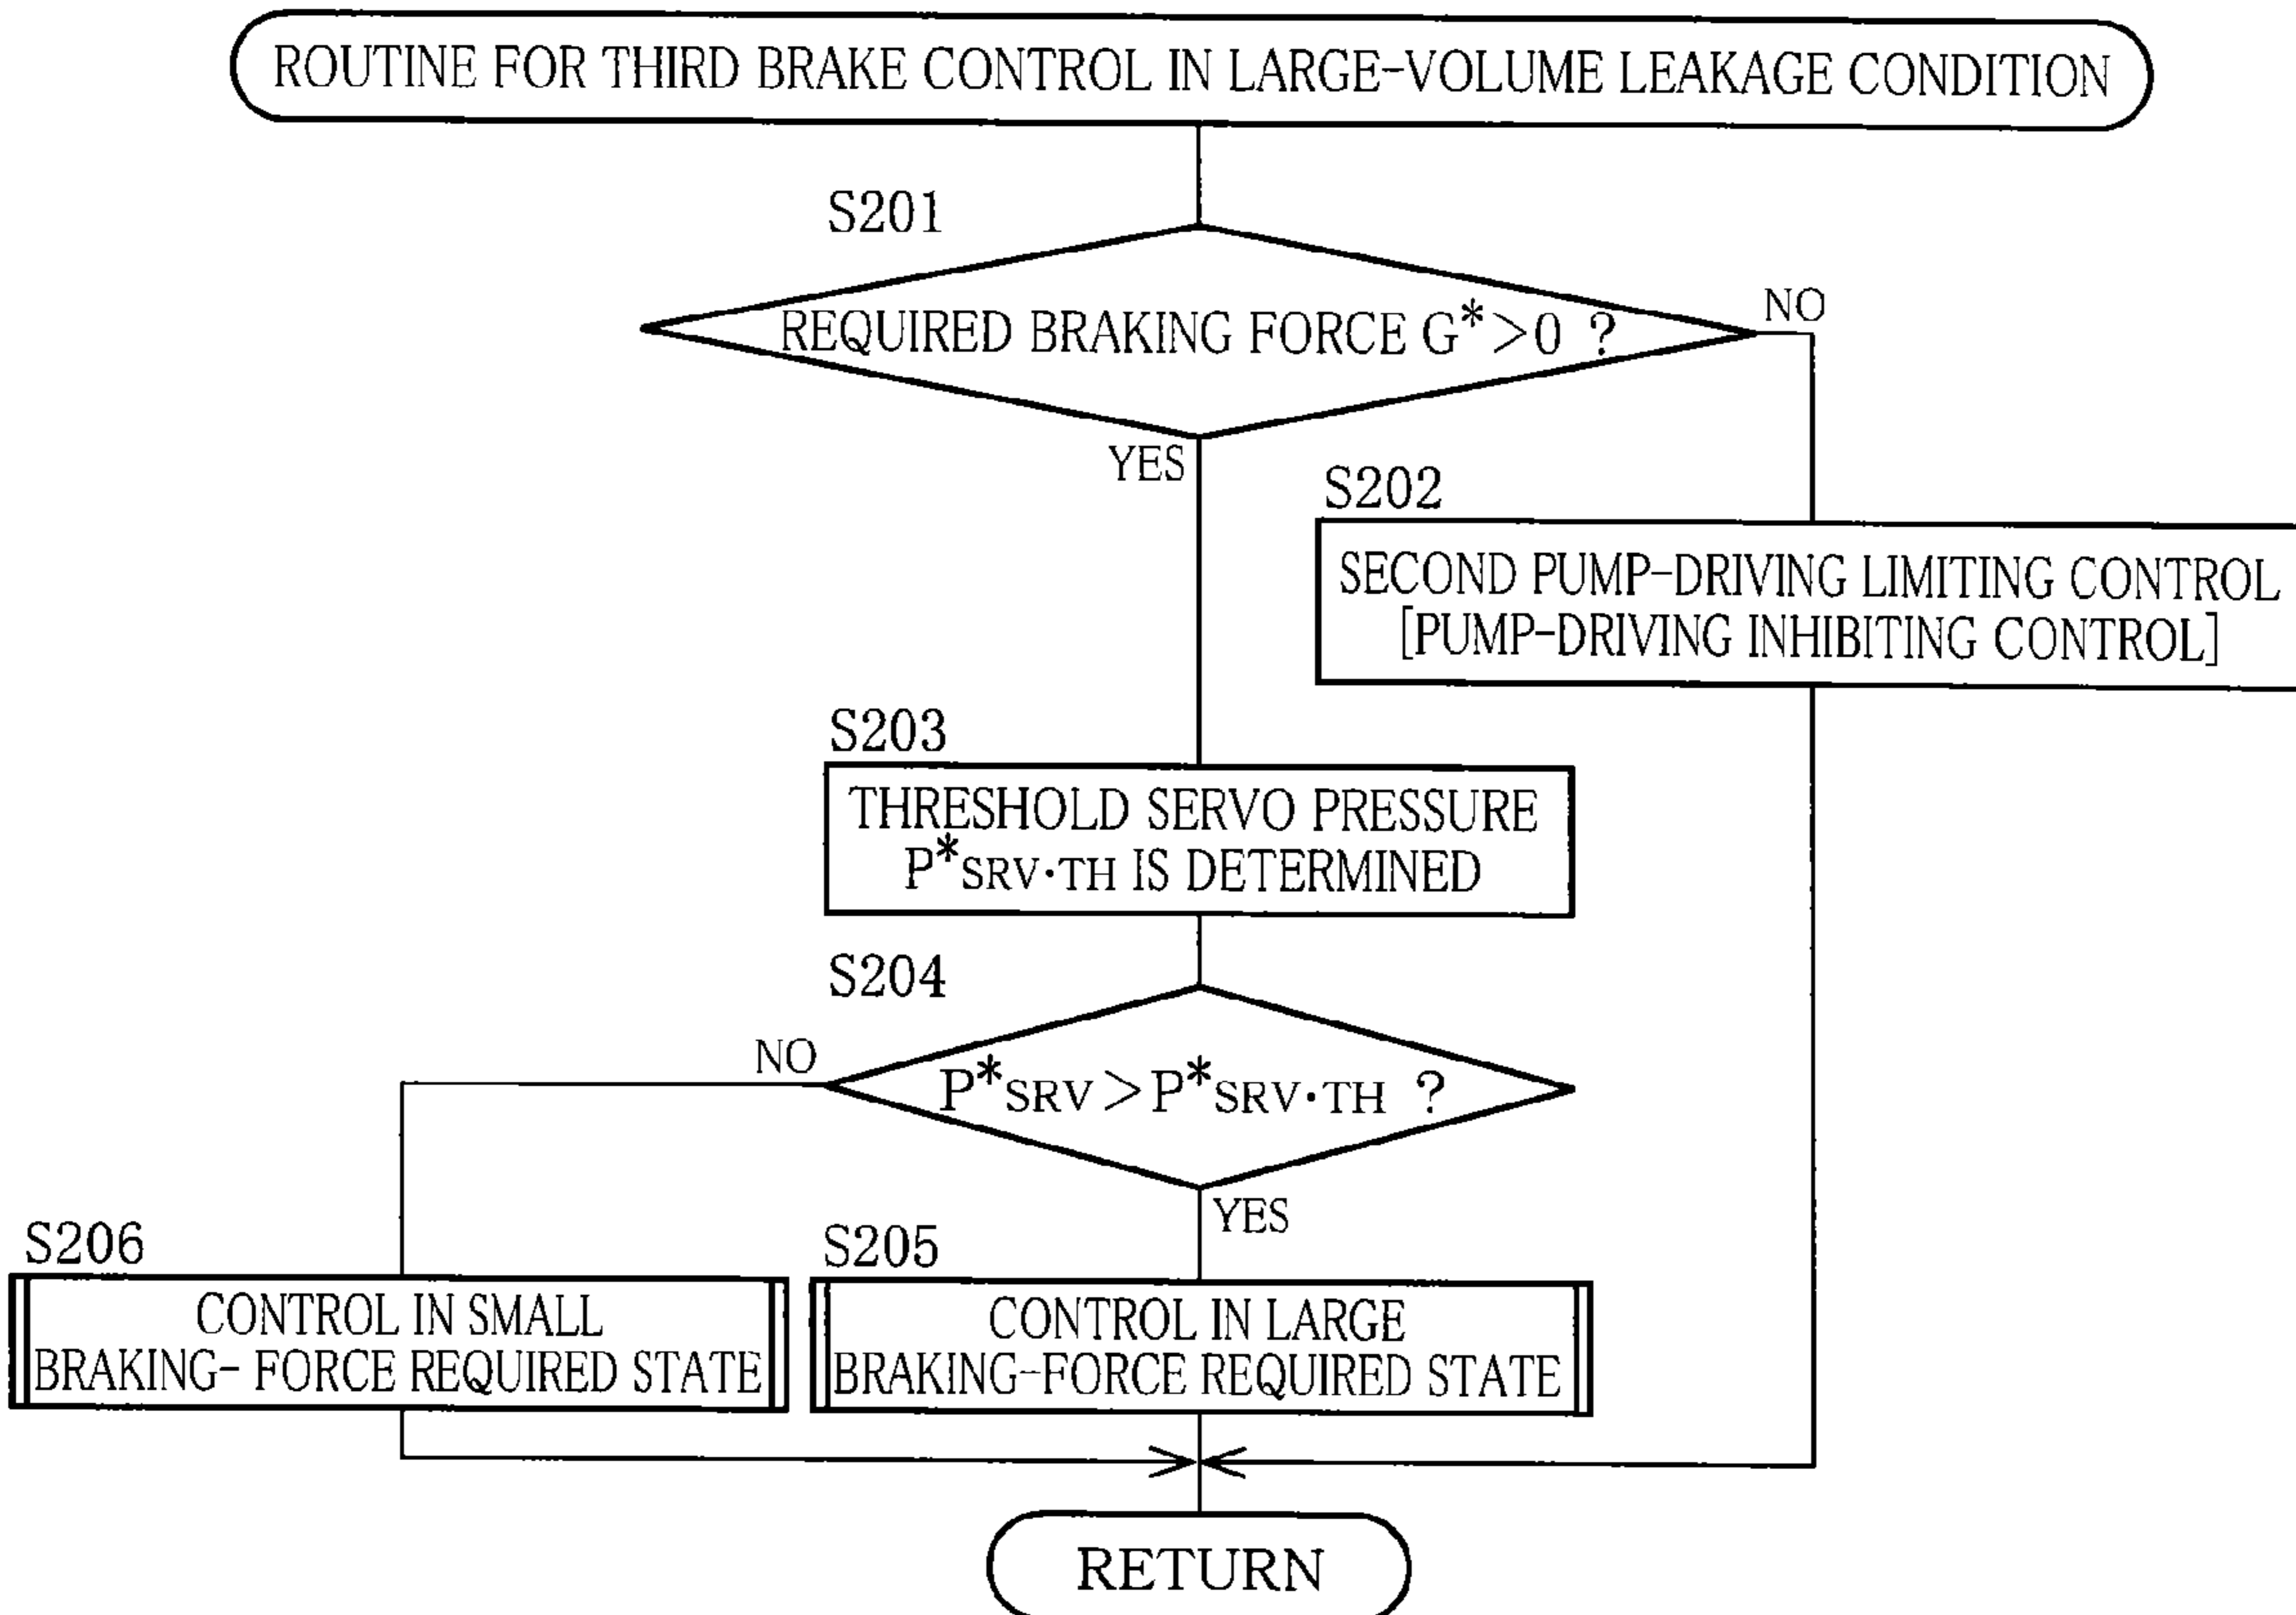 ROUTINE FOR THIRD BRAKE CONTROL IN LARGE-VOLUME LEAKAGE CONDITION
S201
REQUIRED BRAKING FORCE G*>0 ?
NO
YES
S202
SECOND PUMP-DRIVING LIMITING CONTROL
[PUMP-DRIVING INHIBITING CONTROL]
S203
THRESHOLD SERVO PRESSURE
P*SRV·TH IS DETERMINED
S204
NO
P*SRV>P*SRV·TH ?
YES
S206
CONTROL IN SMALL
BRAKING- FORCE REQUIRED STATE
S205
CONTROL IN LARGE
BRAKING-FORCE REQUIRED STATE
RETURN